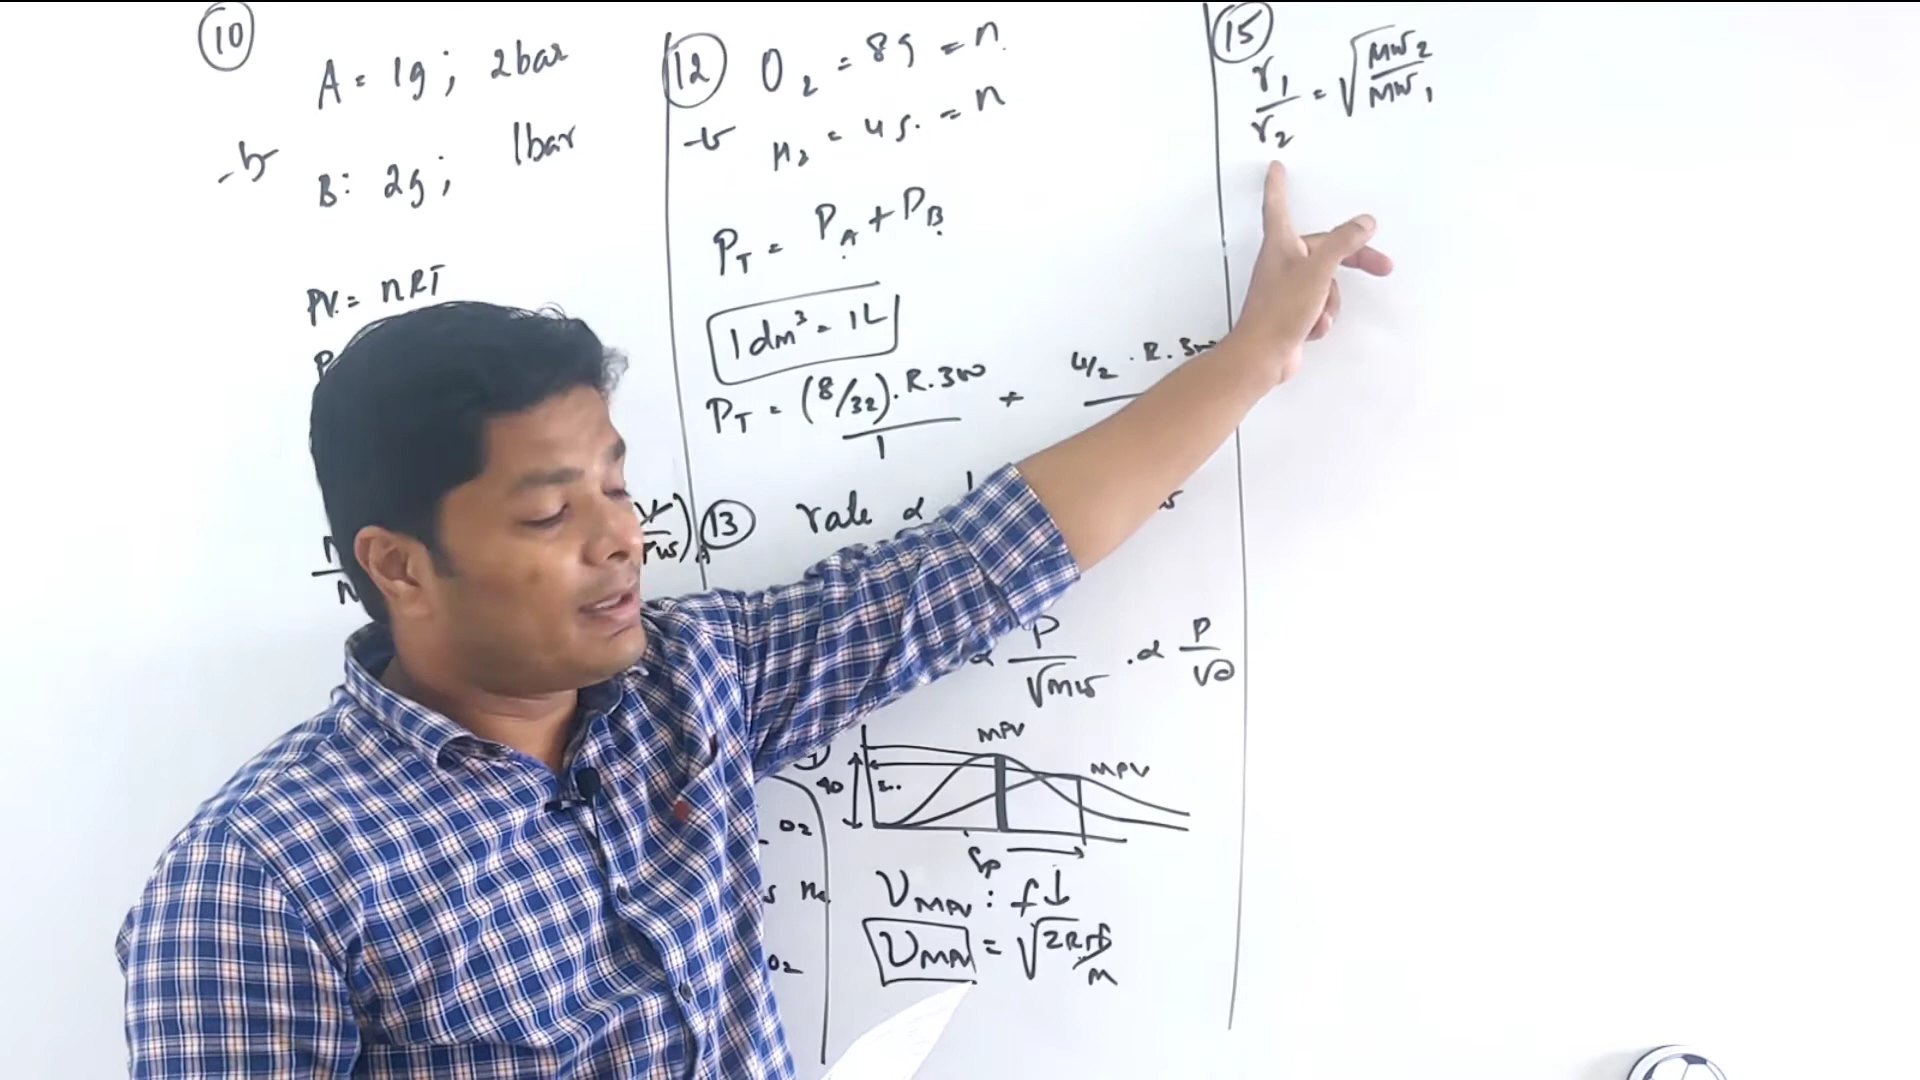 10
A = 1g ; 2bar
B: 2g ; 1bar
PV = nRT
12
O2 = 8g = n
H2 = 4g. = n
PT = PA + PB
1 dm³ = 1L
PT = (8/32) . R . 300 / 1 + 4/2 . R . 300
13
rate α
α P/√MW . α P/√d
MPV
MPV
O2
O2
VMPV : f↓
= √2RT/M
15
r1/r2 = √MW2/MW1